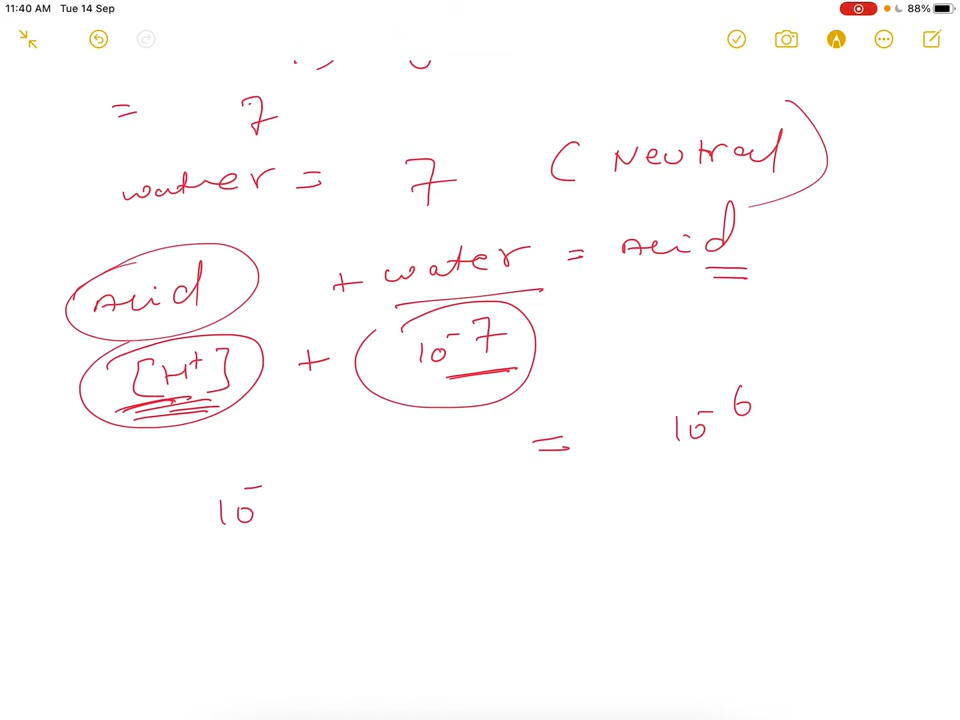 11:40 AM Tue 14 Sep 88%
= 7
water = 7 ( Neutral )
Acid + water = Acid
[H⁺] + 10⁻⁷
= 10⁻⁶
10⁻